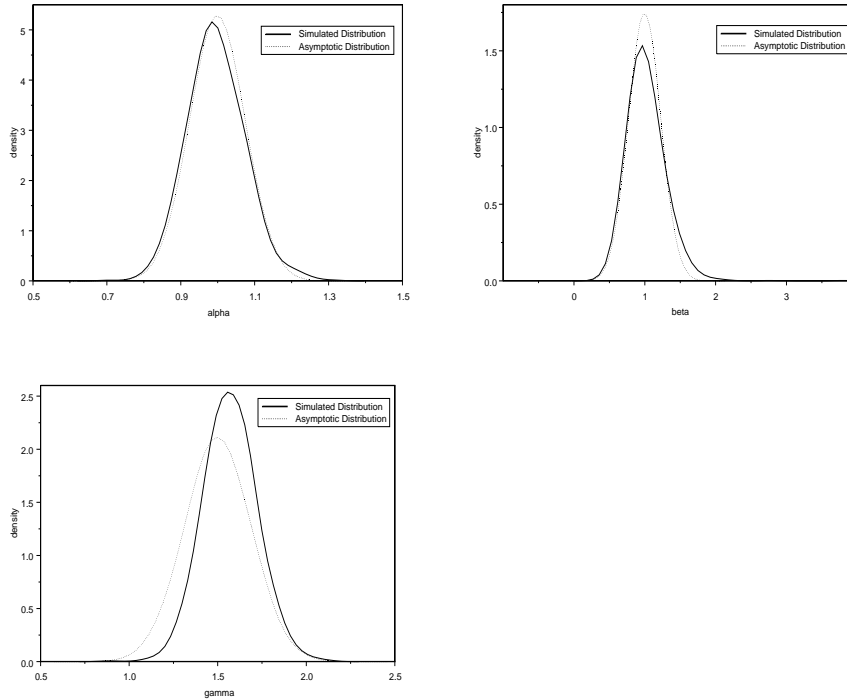 Simulated Distribution
Asymptotic Distribution
density
5
4
3
2
1
0
0.5 0.7 0.9 1.1 1.3 1.5
alpha
Simulated Distribution
Asymptotic Distribution
density
1.5
1.0
0.5
0.0
0 1 2 3
beta
Simulated Distribution
Asymptotic Distribution
density
2.5
2.0
1.5
1.0
0.5
0.0
0.5 1.0 1.5 2.0 2.5
gamma